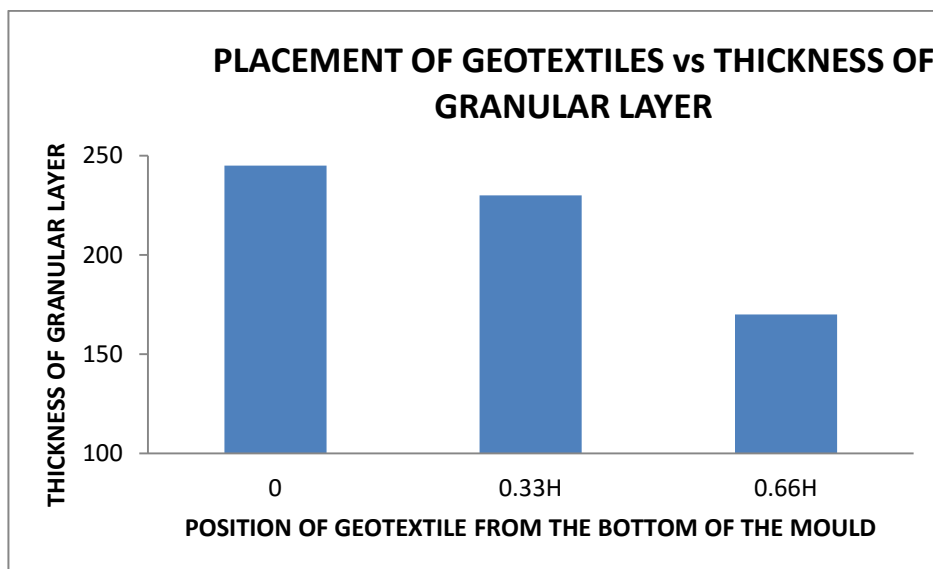 PLACEMENT OF GEOTEXTILES vs THICKNESS OF
GRANULAR LAYER
THICKNESS OF GRANULAR LAYER
250
200
150
100
0
0.33H
0.66H
POSITION OF GEOTEXTILE FROM THE BOTTOM OF THE MOULD